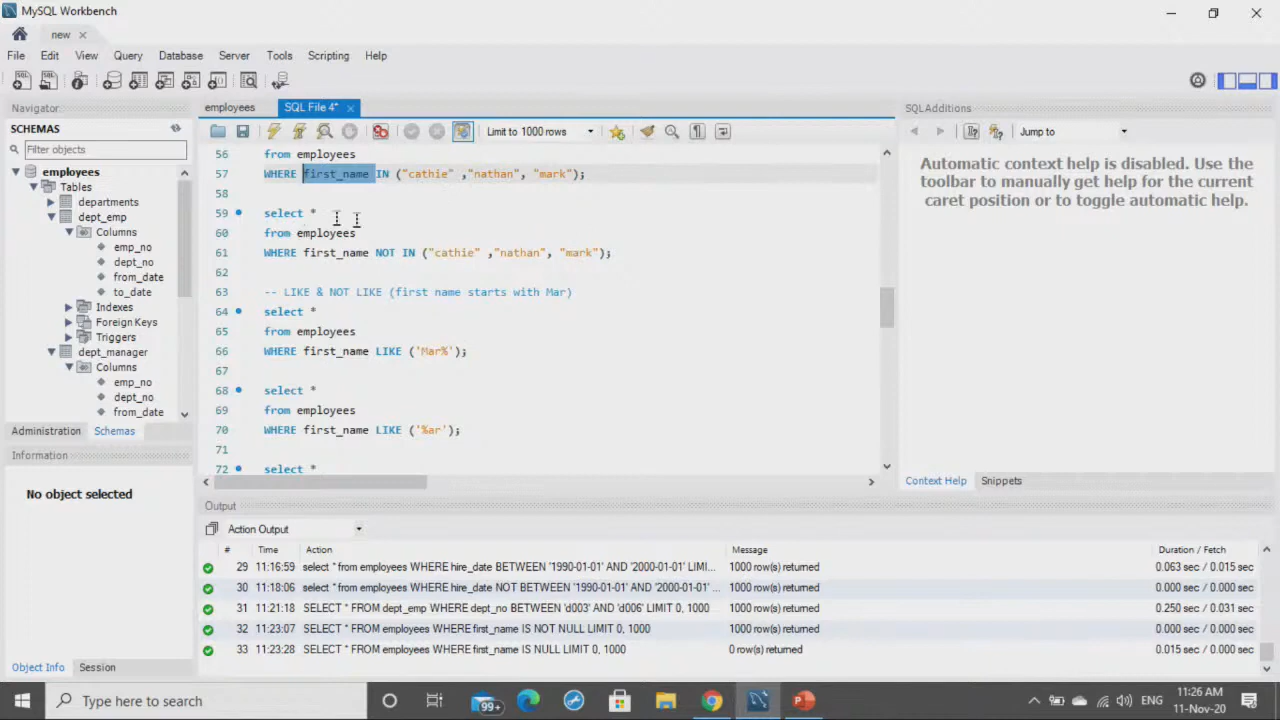 MySQL Workbench
new
File Edit View Query Database Server Tools Scripting Help
Navigator
SCHEMAS
Filter objects
employees
Tables
departments
dept_emp
Columns
emp_no
dept_no
from_date
to_date
Indexes
Foreign Keys
Triggers
dept_manager
Columns
emp_no
dept_no
from_date
Administration Schemas
Information
No object selected
Object Info Session
employees SQL File 4*
Limit to 1000 rows
56 from employees
57 WHERE first_name IN ("cathie" ,"nathan", "mark");
58
59 select *
60 from employees
61 WHERE first_name NOT IN ("cathie" ,"nathan", "mark");
62
63 -- LIKE & NOT LIKE (first name starts with Mar)
64 select *
65 from employees
66 WHERE first_name LIKE ('Mar%');
67
68 select *
69 from employees
70 WHERE first_name LIKE ('%ar');
71
72 select *
SQLAdditions
Jump to
Automatic context help is disabled. Use the
toolbar to manually get help for the current
caret position or to toggle automatic help.
Context Help Snippets
Output
Action Output
# Time Action Message Duration / Fetch
29 11:16:59 select * from employees WHERE hire_date BETWEEN '1990-01-01' AND '2000-01-01' LIMI... 1000 row(s) returned 0.063 sec / 0.015 sec
30 11:18:06 select * from employees WHERE hire_date NOT BETWEEN '1990-01-01' AND '2000-01-01' ... 1000 row(s) returned 0.000 sec / 0.000 sec
31 11:21:18 SELECT * FROM dept_emp WHERE dept_no BETWEEN 'd003' AND 'd006' LIMIT 0, 1000 1000 row(s) returned 0.250 sec / 0.031 sec
32 11:23:07 SELECT * FROM employees WHERE first_name IS NOT NULL LIMIT 0, 1000 1000 row(s) returned 0.000 sec / 0.000 sec
33 11:23:28 SELECT * FROM employees WHERE first_name IS NULL LIMIT 0, 1000 0 row(s) returned 0.015 sec / 0.000 sec
Type here to search
99+
ENG
11:26 AM
11-Nov-20